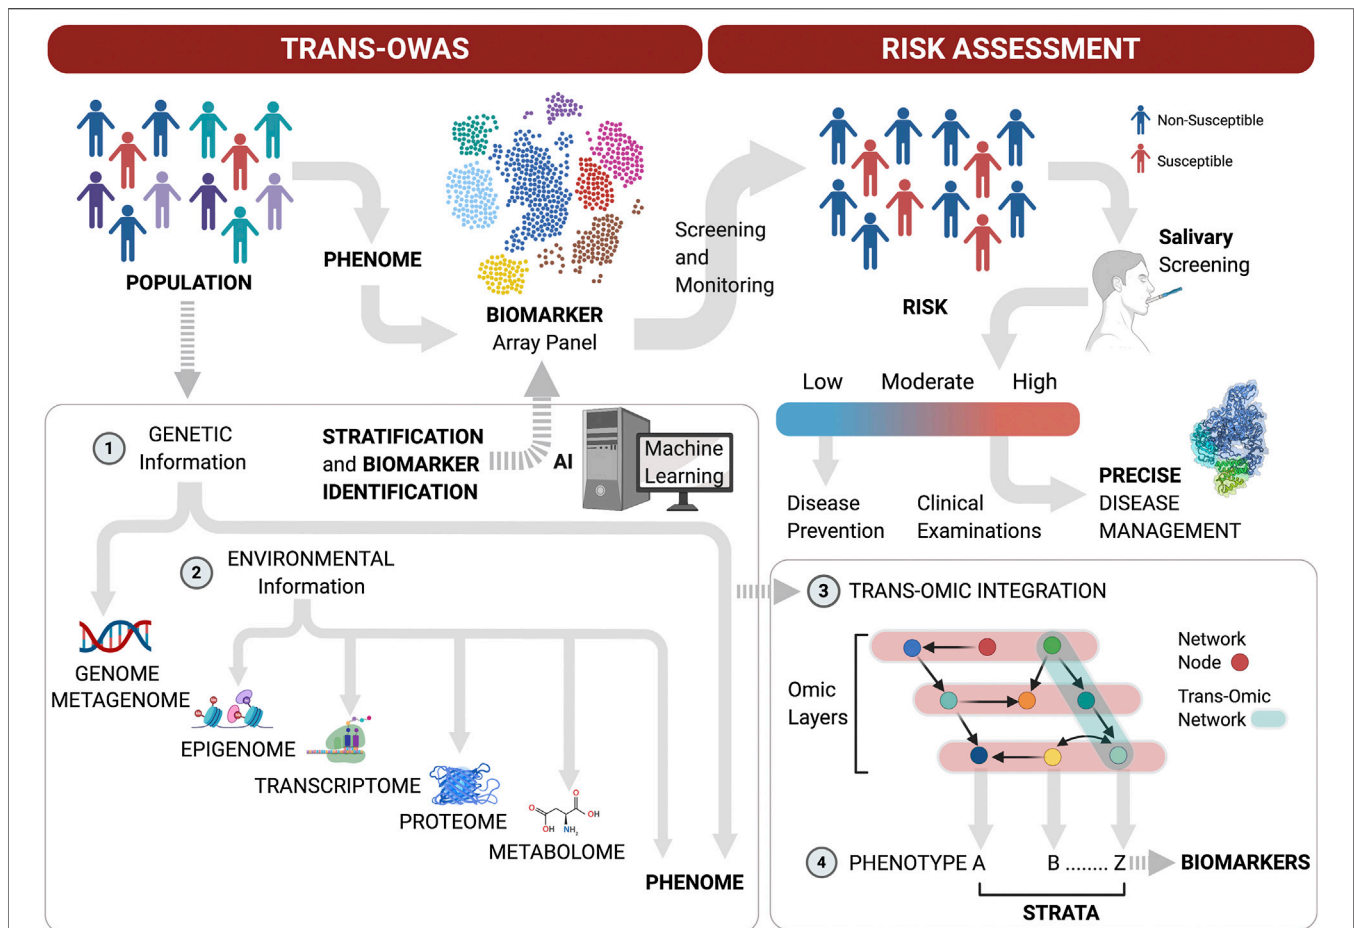 TRANS-OWAS
RISK ASSESSMENT
POPULATION
PHENOME
BIOMARKER
Array Panel
Screening
and
Monitoring
Non-Susceptible
Susceptible
RISK
Salivary
Screening
Low
Moderate
High
Disease
Prevention
Clinical
Examinations
PRECISE
DISEASE
MANAGEMENT
1
GENETIC
Information
STRATIFICATION
and BIOMARKER
IDENTIFICATION
AI
Machine
Learning
2
ENVIRONMENTAL
Information
GENOME
METAGENOME
EPIGENOME
TRANSCRIPTOME
PROTEOME
O
O
OH
OH
NH2
METABOLOME
PHENOME
3
TRANS-OMIC INTEGRATION
Omic
Layers
Network
Node
Trans-Omic
Network
4
PHENOTYPE A
B ........ Z
BIOMARKERS
STRATA